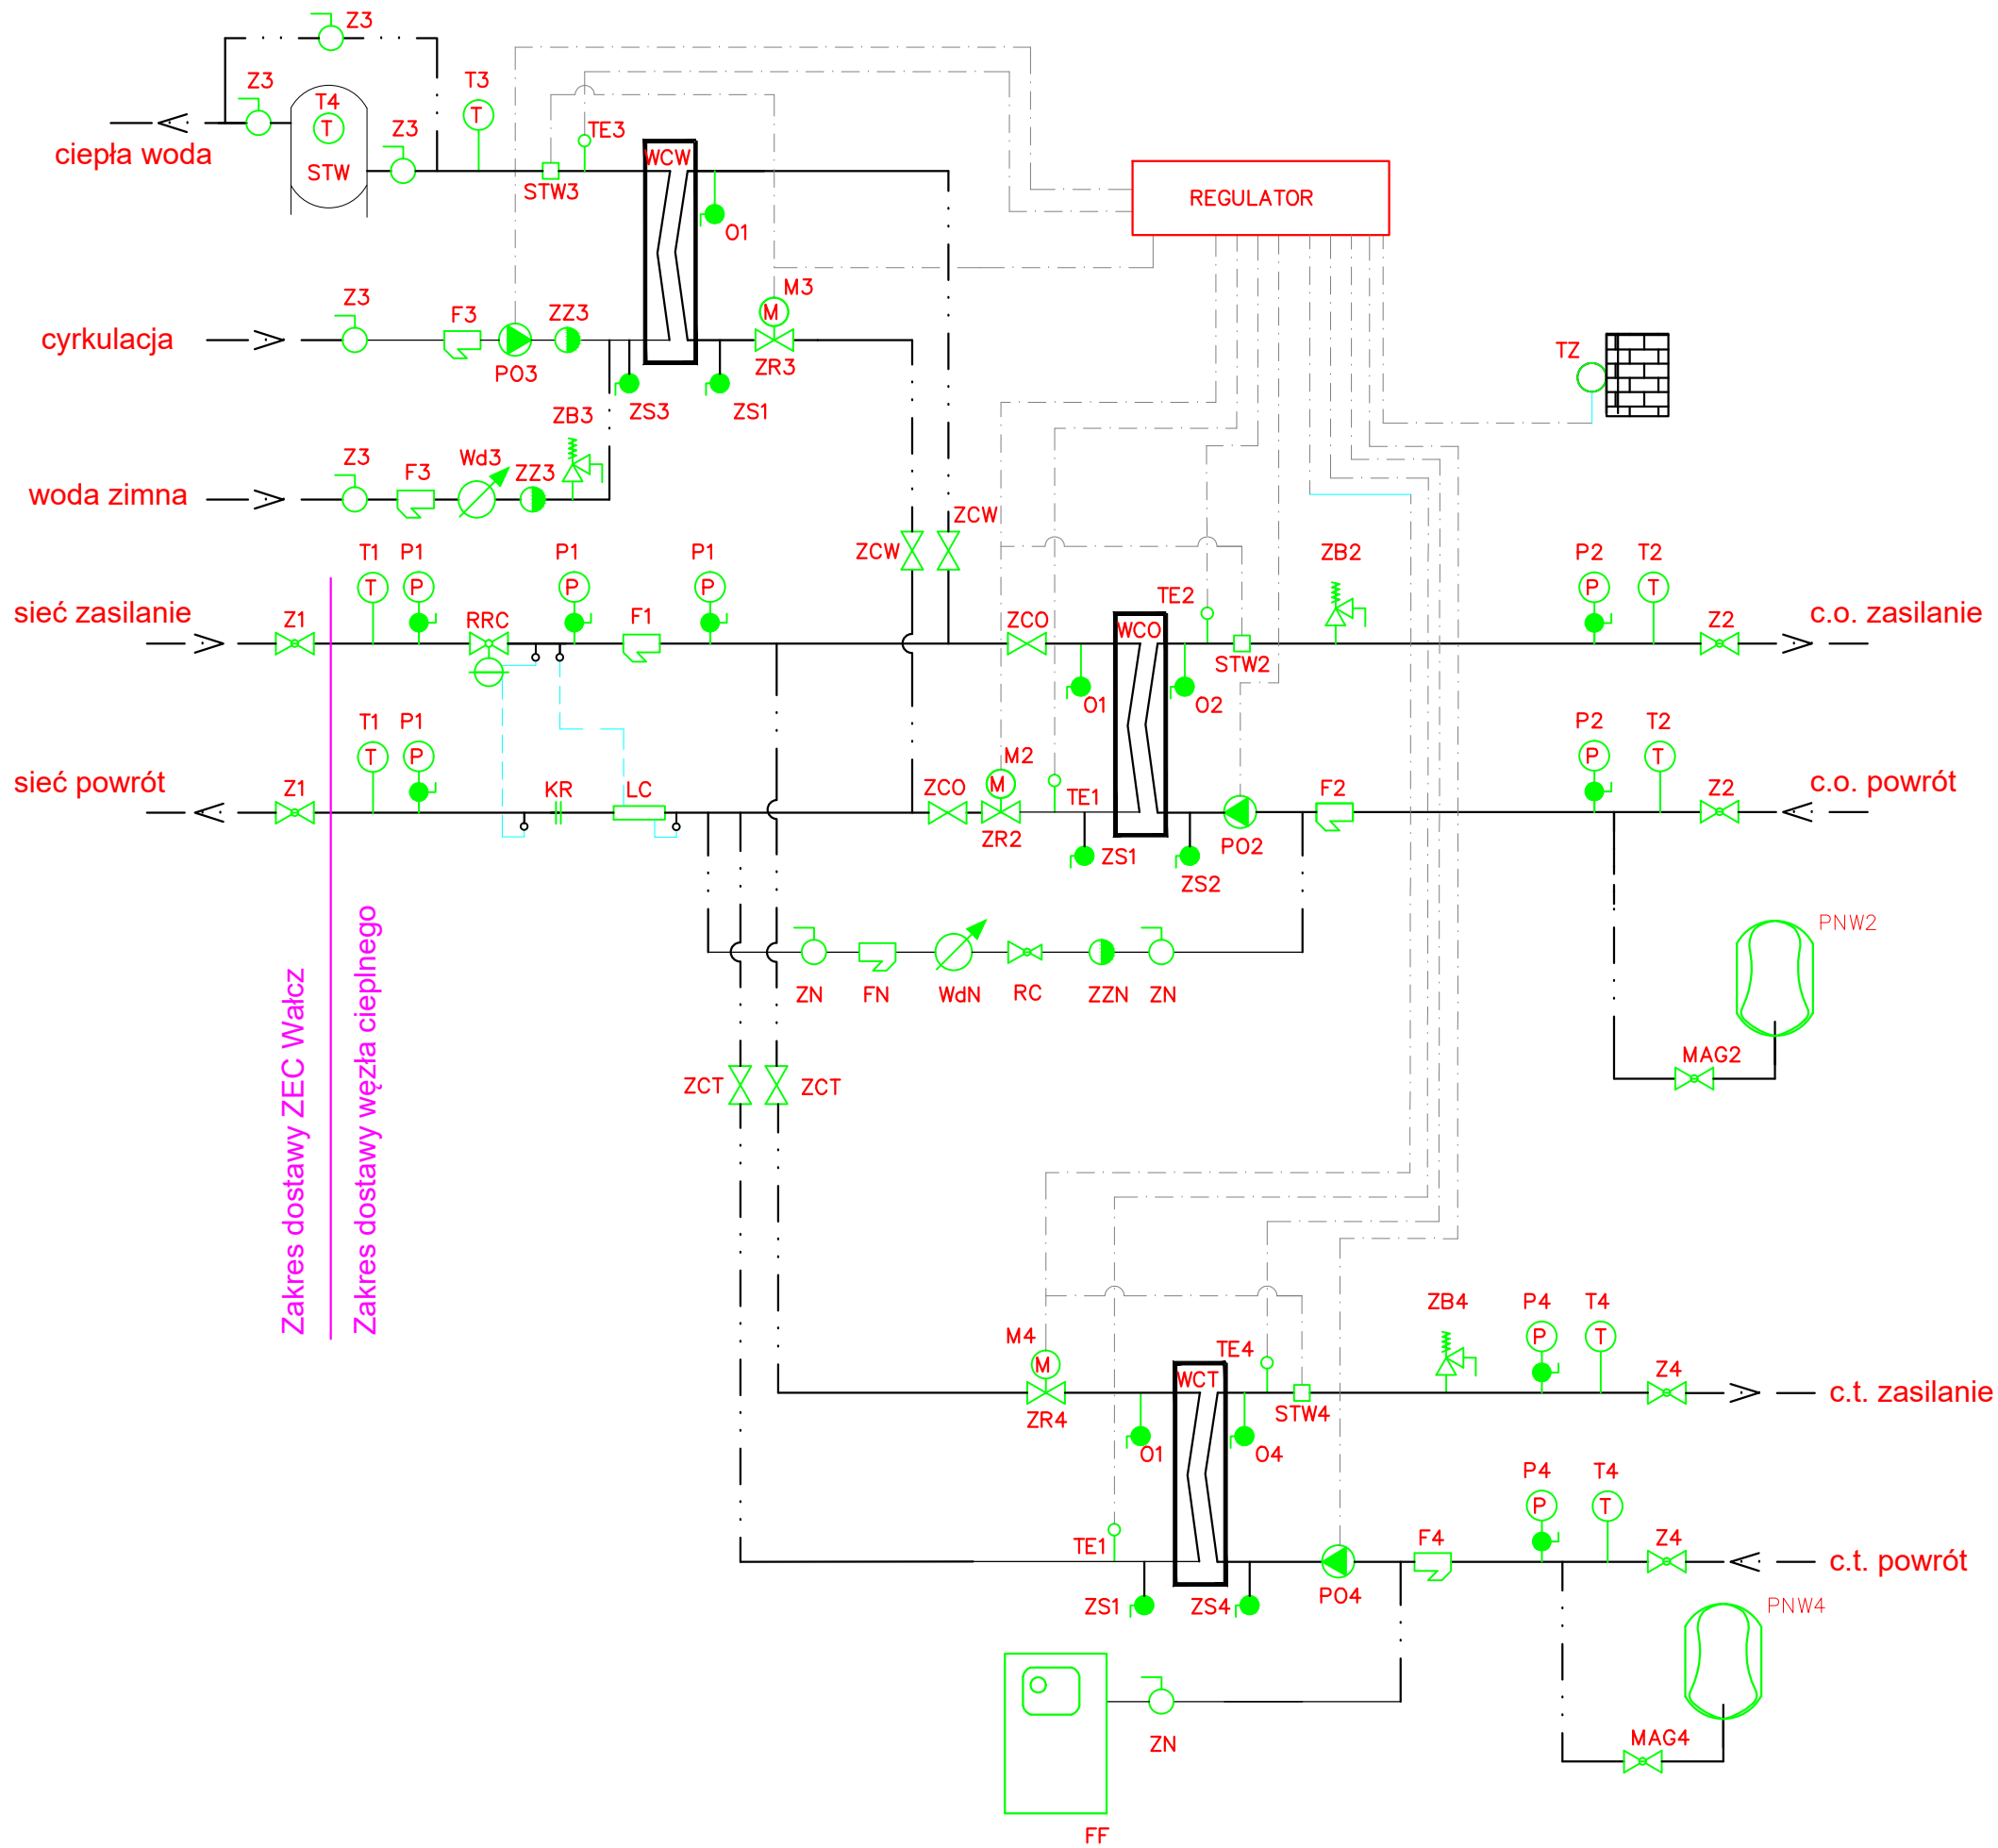 Z3
Z3
T4
T
STW
Z3
T3
T
TE3
STW3
WCW
O1
ciepła woda
REGULATOR
cyrkulacja
Z3
F3
PO3
ZZ3
ZS3
ZS1
M3
M
ZR3
TZ
woda zimna
Z3
F3
Wd3
ZZ3
ZB3
ZCW
ZCW
sieć zasilanie
Z1
T1
T
P1
P
RRC
P1
P
F1
P1
P
ZCO
O1
WCO
TE2
O2
STW2
ZB2
P2
P
T2
T
Z2
c.o. zasilanie
sieć powrót
Z1
T1
T
P1
P
KR
LC
ZCO
M2
M
ZR2
TE1
ZS1
ZS2
PO2
F2
P2
P
T2
T
Z2
c.o. powrót
Zakres dostawy ZEC Wałcz
Zakres dostawy węzła cieplnego
ZN
FN
WdN
RC
ZZN
ZN
PNW2
MAG2
ZCT
ZCT
M4
M
ZR4
O1
WCT
TE4
O4
STW4
ZB4
P4
P
T4
T
Z4
c.t. zasilanie
TE1
ZS1
ZS4
PO4
F4
P4
P
T4
T
Z4
c.t. powrót
PNW4
MAG4
ZN
FF